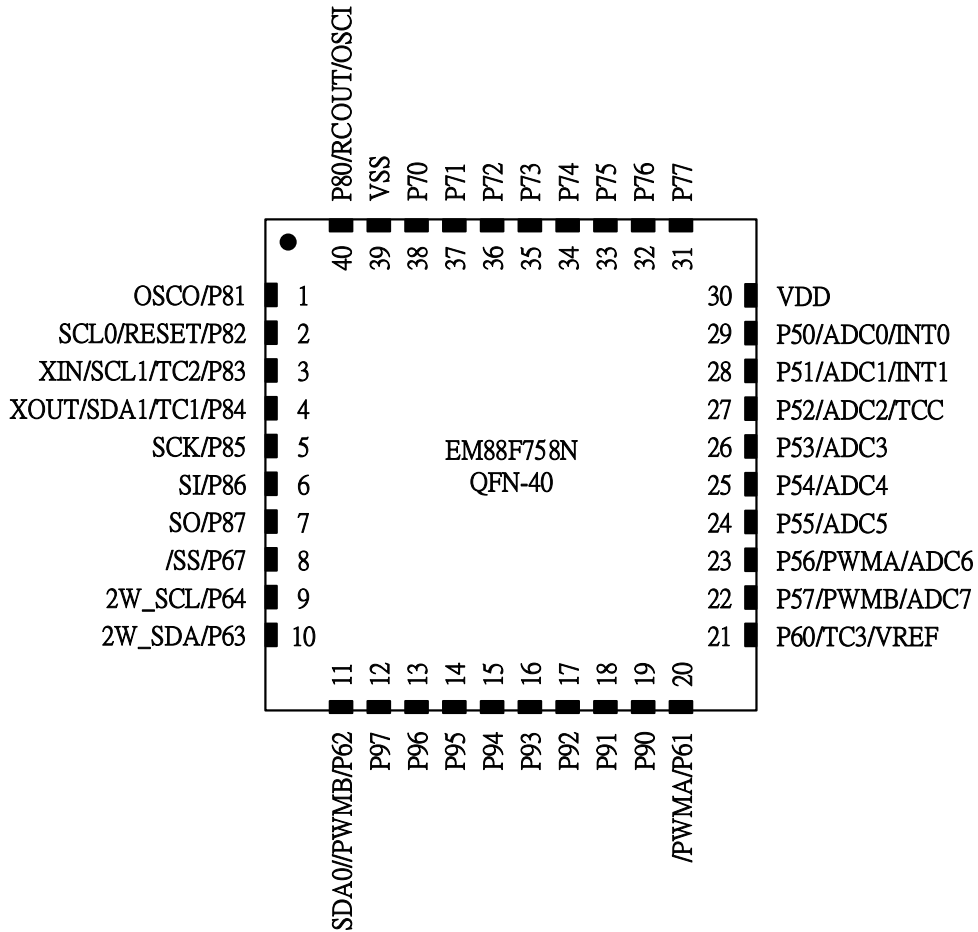 P80/RCOUT/OSCI
VSS
P70
P71
P72
P73
P74
P75
P76
P77
40
39
38
37
36
35
34
33
32
31
OSCO/P81 1
SCL0/RESET/P82 2
XIN/SCL1/TC2/P83 3
XOUT/SDA1/TC1/P84 4
SCK/P85 5
SI/P86 6
SO/P87 7
/SS/P67 8
2W_SCL/P64 9
2W_SDA/P63 10
EM88F758N
QFN-40
30 VDD
29 P50/ADC0/INT0
28 P51/ADC1/INT1
27 P52/ADC2/TCC
26 P53/ADC3
25 P54/ADC4
24 P55/ADC5
23 P56/PWMA/ADC6
22 P57/PWMB/ADC7
21 P60/TC3/VREF
11
12
13
14
15
16
17
18
19
20
SDA0//PWMB/P62
P97
P96
P95
P94
P93
P92
P91
P90
/PWMA/P61